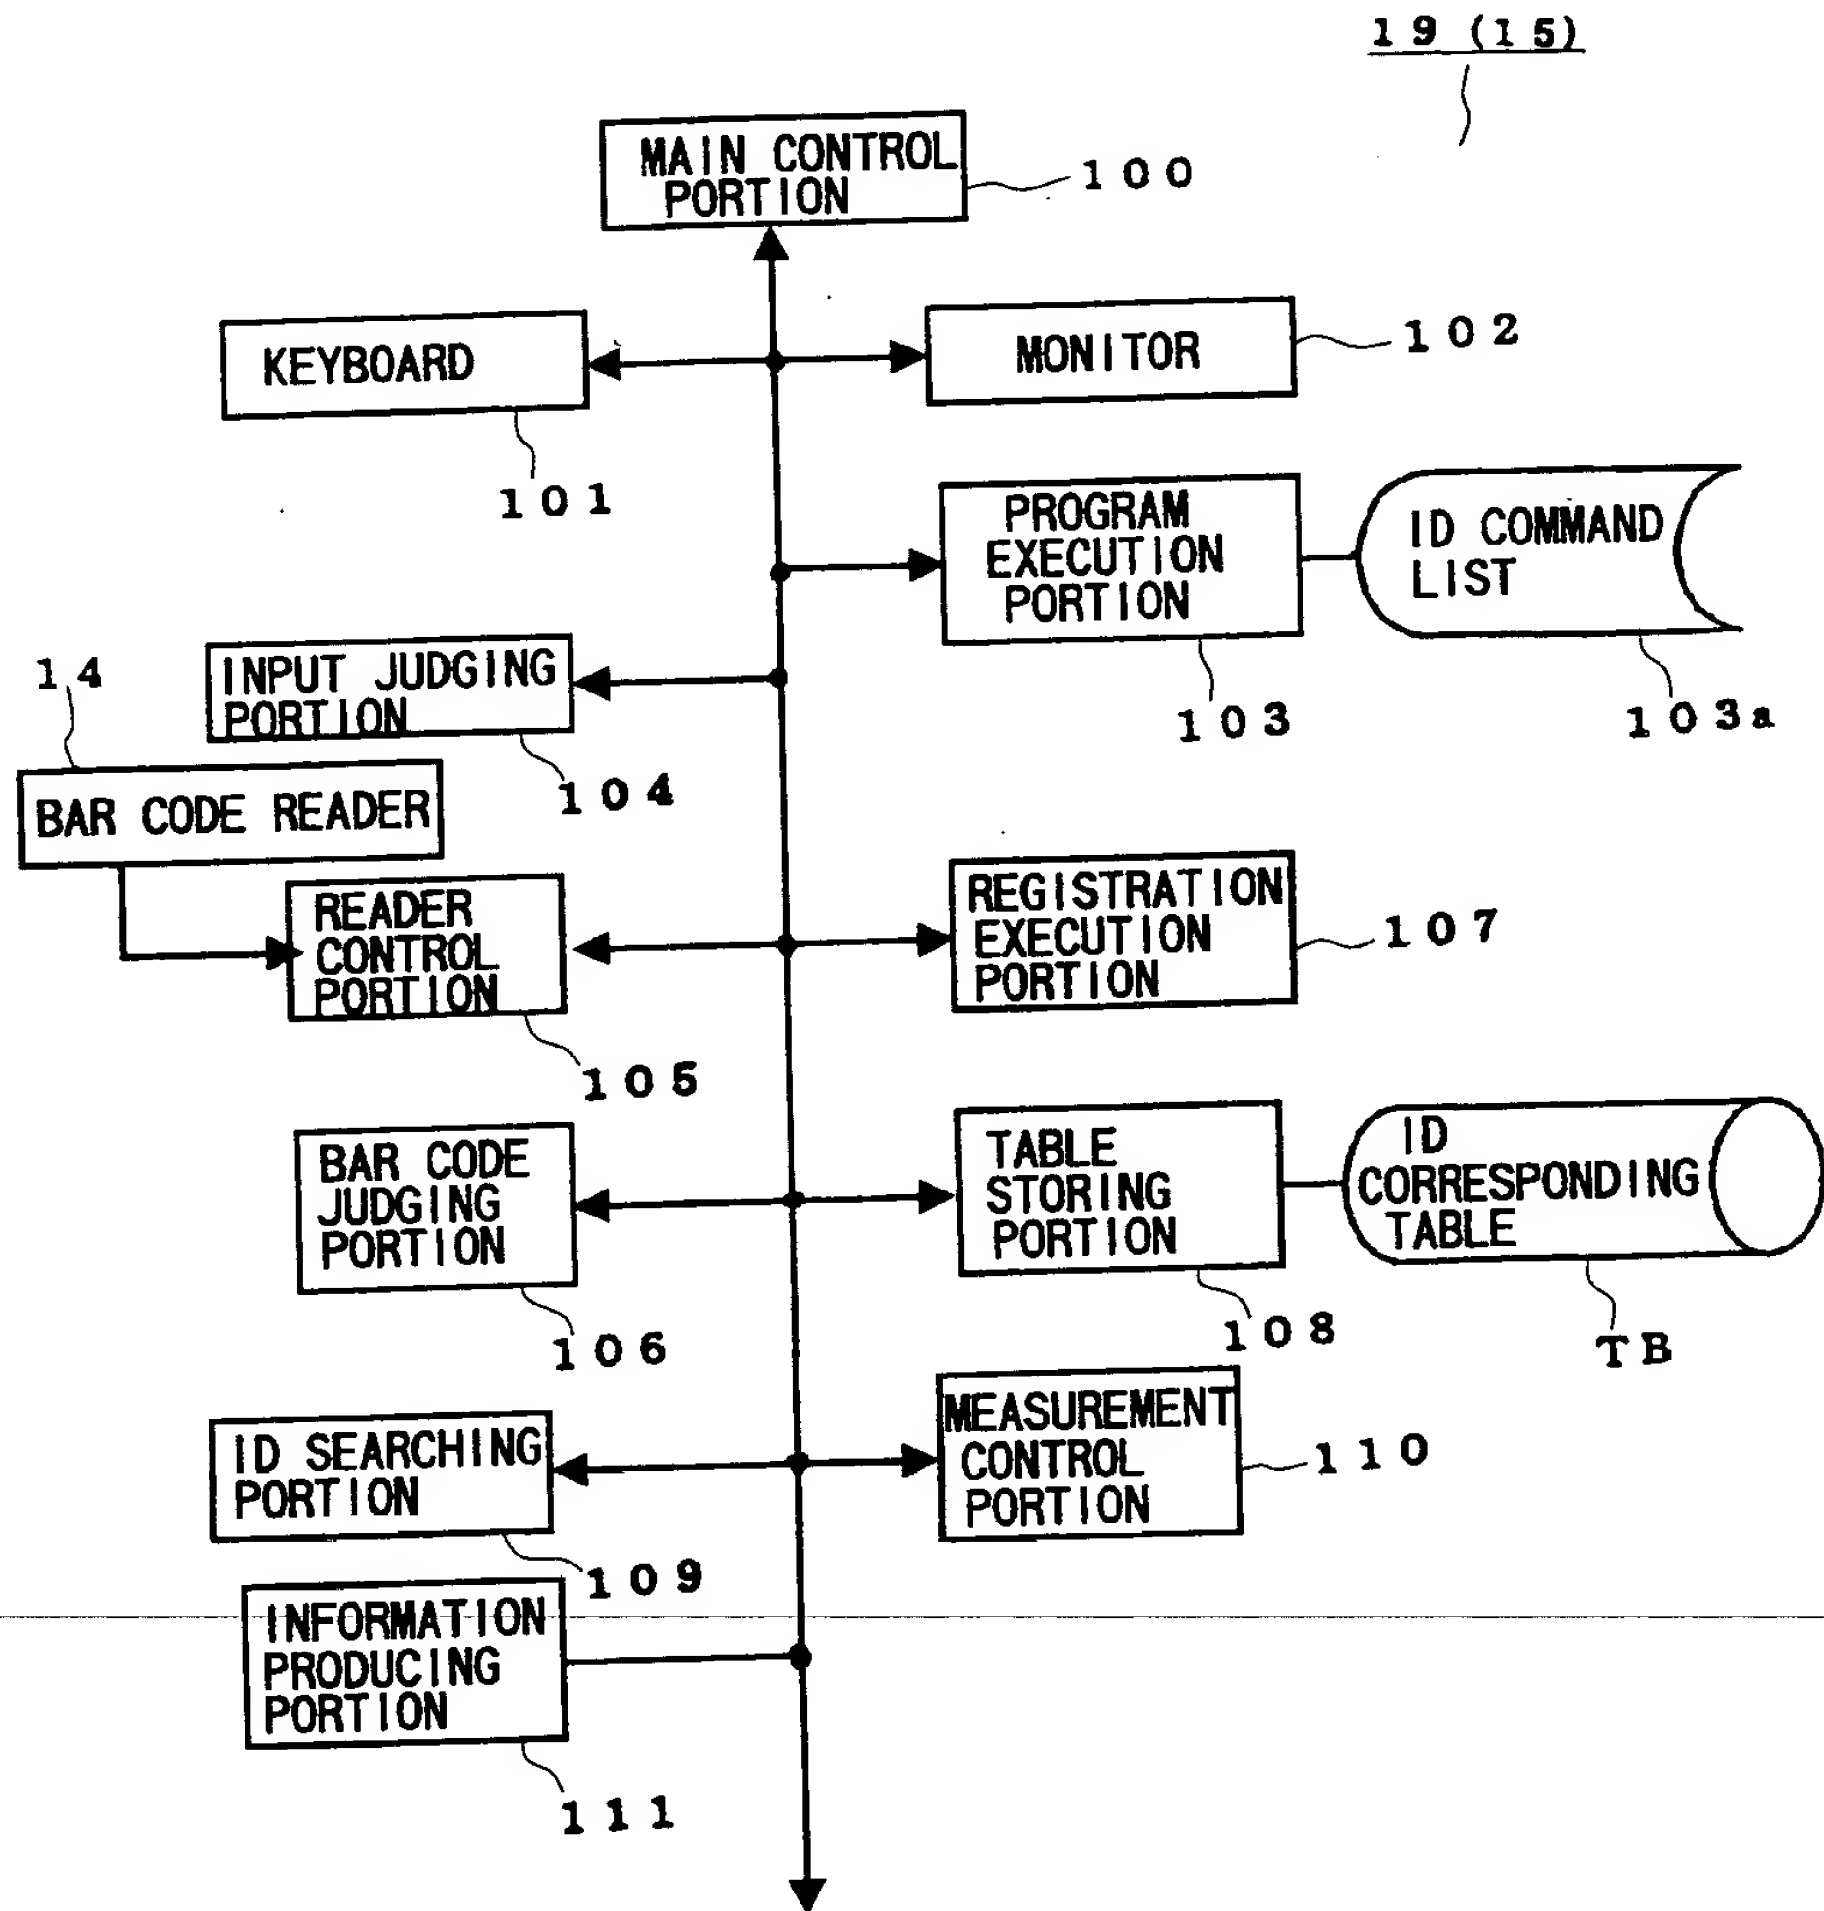 19 (15)
MAIN CONTROL
PORTION
100
KEYBOARD
101
MONITOR
102
PROGRAM
EXECUTION
PORTION
103
ID COMMAND
LIST
103a
INPUT JUDGING
PORTION
104
14
BAR CODE READER
READER
CONTROL
PORTION
105
REGISTRATION
EXECUTION
PORTION
107
BAR CODE
JUDGING
PORTION
106
TABLE
STORING
PORTION
108
ID
CORRESPONDING
TABLE
TB
ID SEARCHING
PORTION
109
MEASUREMENT
CONTROL
PORTION
110
INFORMATION
PRODUCING
PORTION
111